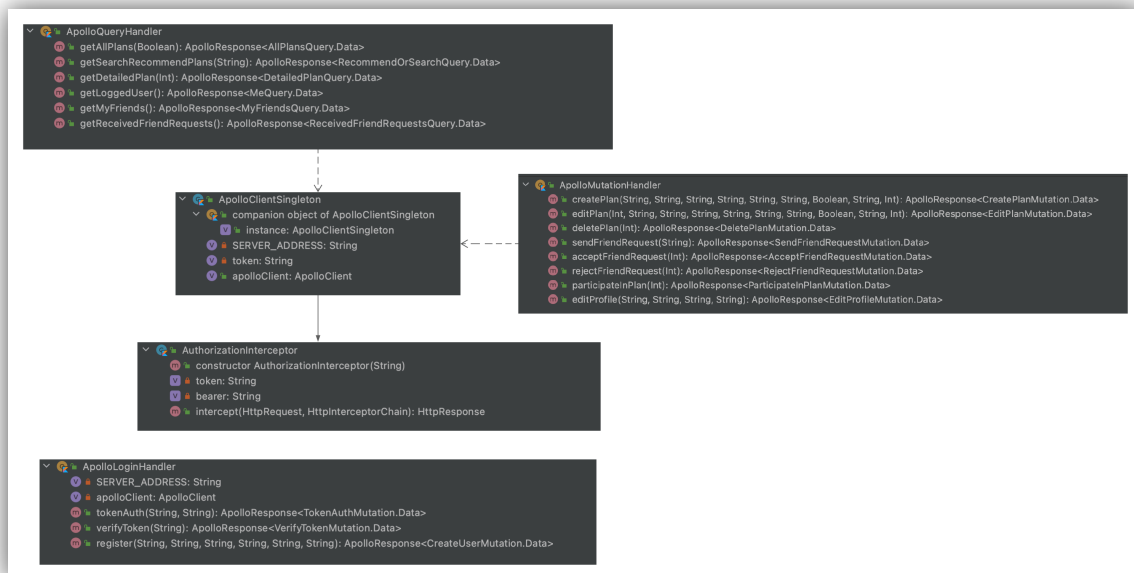 ApolloQueryHandler
getAllPlans(Boolean): ApolloResponse<AllPlansQuery.Data>
getSearchRecommendPlans(String): ApolloResponse<RecommendOrSearchQuery.Data>
getDetailedPlan(Int): ApolloResponse<DetailedPlanQuery.Data>
getLoggedUser(): ApolloResponse<MeQuery.Data>
getMyFriends(): ApolloResponse<MyFriendsQuery.Data>
getReceivedFriendRequests(): ApolloResponse<ReceivedFriendRequestsQuery.Data>
ApolloClientSingleton
companion object of ApolloClientSingleton
instance: ApolloClientSingleton
SERVER_ADDRESS: String
token: String
apolloClient: ApolloClient
ApolloMutationHandler
createPlan(String, String, String, String, String, String, Boolean, String, Int): ApolloResponse<CreatePlanMutation.Data>
editPlan(Int, String, String, String, String, String, String, Boolean, String, Int): ApolloResponse<EditPlanMutation.Data>
deletePlan(Int): ApolloResponse<DeletePlanMutation.Data>
sendFriendRequest(String): ApolloResponse<SendFriendRequestMutation.Data>
acceptFriendRequest(Int): ApolloResponse<AcceptFriendRequestMutation.Data>
rejectFriendRequest(Int): ApolloResponse<RejectFriendRequestMutation.Data>
participateInPlan(Int): ApolloResponse<ParticipateInPlanMutation.Data>
editProfile(String, String, String, String): ApolloResponse<EditProfileMutation.Data>
AuthorizationInterceptor
constructor AuthorizationInterceptor(String)
token: String
bearer: String
intercept(HttpRequest, HttpInterceptorChain): HttpResponse
ApoloLoginHandler
SERVER_ADDRESS: String
apolloClient: ApolloClient
tokenAuth(String, String): ApolloResponse<TokenAuthMutation.Data>
verifyToken(String): ApolloResponse<VerifyTokenMutation.Data>
register(String, String, String, String, String, String): ApolloResponse<CreateUserMutation.Data>